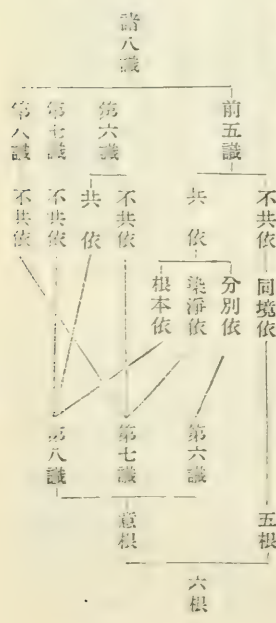 諸八識
前五識
第六識
第七識
第八識
不共依
共依
不共依
共依
不共依
不共依
同境依
分別依
染淨依
根本依
第六識
第七識
第八識
五根
意根
六根